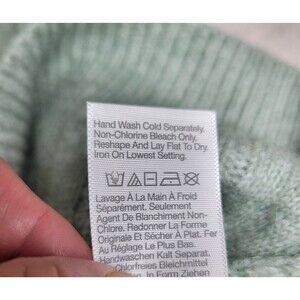 Hand Wash Cold Separately.
Non-Chlorine Bleach Only.
Reshape And Lay Flat To Dry.
Iron On Lowest Setting.
Lavage À La Main À Froid
Séparément. Seulement
Agent De Blanchiment Non-
Chlore. Redonner La Forme
Originale Et Sécher À Plat. Fer
Au Réglage Le Plus Bas.
Handwaschen Kalt Separat.
Chlorfreies Bleichmittel
In Form Ziehen